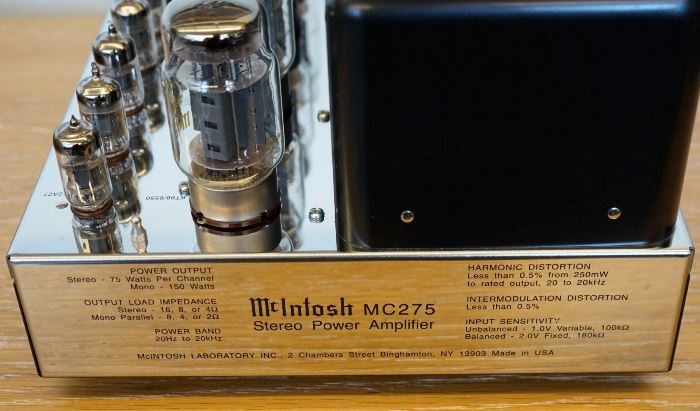 12AZ7
KT88/6550
POWER OUTPUT
Stereo - 75 Watts Per Channel
Mono - 150 Watts
OUTPUT LOAD IMPEDANCE
Stereo - 16, 8, or 4Ω
Mono Parallel - 8, 4, or 2Ω
POWER BAND
20Hz to 20kHz
McIntosh MC275
Stereo Power Amplifier
HARMONIC DISTORTION
Less than 0.5% from 250mW
to rated output, 20 to 20kHz
INTERMODULATION DISTORTION
Less than 0.5%
INPUT SENSITIVITY
Unbalanced - 1.0V Variable, 100kΩ
Balanced - 2.0V Fixed, 180kΩ
McINTOSH LABORATORY INC., 2 Chambers Street Binghamton, NY 13903 Made in USA